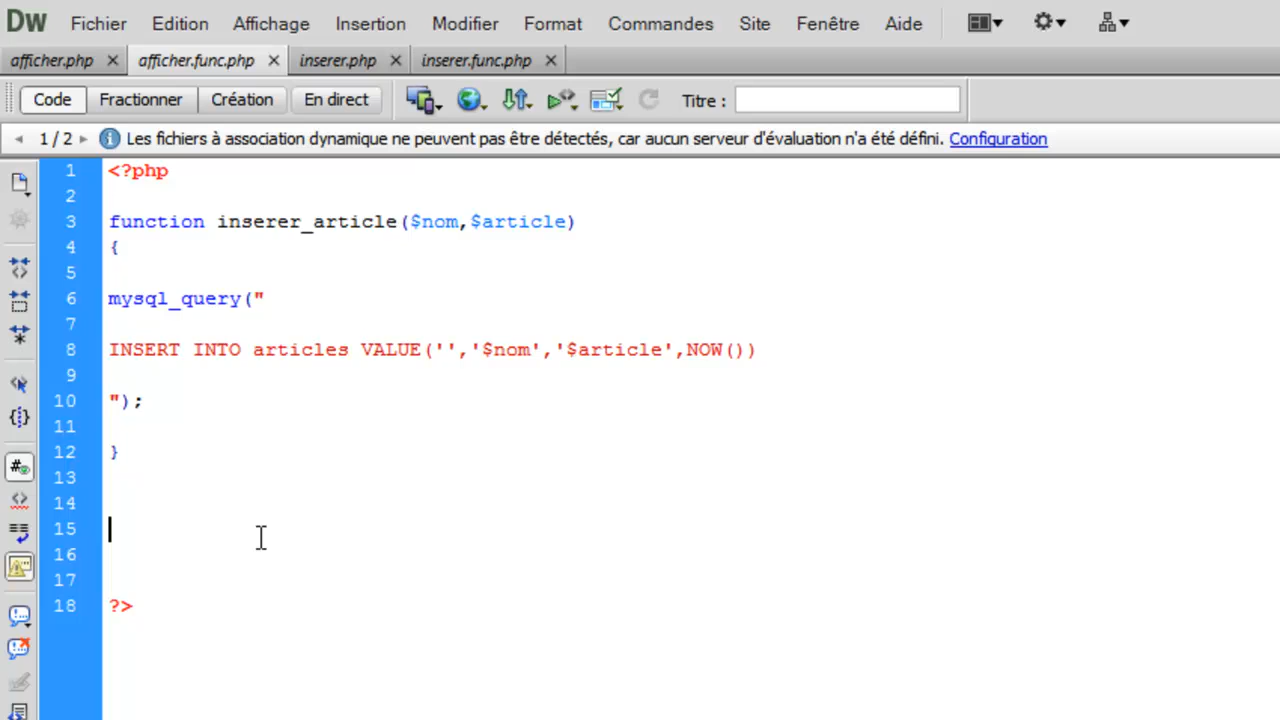 Dw Fichier Edition Affichage Insertion Modifier Format Commandes Site Fenêtre Aide
afficher.php afficher.func.php inserer.php inserer.func.php
Code Fractionner Création En direct Titre :
1 / 2 Les fichiers à association dynamique ne peuvent pas être détectés, car aucun serveur d'évaluation n'a été défini. Configuration
1 <?php
2
3 function inserer_article($nom,$article)
4 {
5
6 mysql_query("
7
8 INSERT INTO articles VALUE('','$nom','$article',NOW())
9
10 ");
11
12 }
13
14
15
16
17
18 ?>